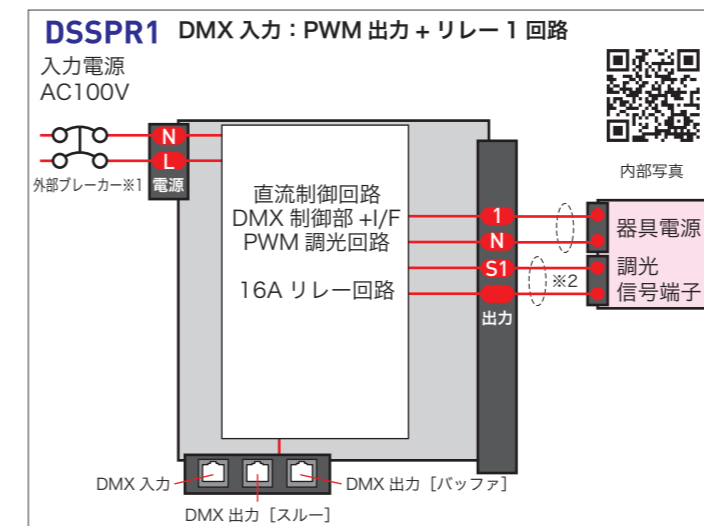 DSSPR1 DMX 入力：PWM 出力 + リレー 1 回路
入力電源
AC100V
N
L
外部ブレーカー※1
電源
内部写真
直流制御回路
DMX 制御部 +I/F
PWM 調光回路
16A リレー回路
1
N
S1
出力
※2
器具電源
調光
信号端子
DMX 入力
DMX 出力［バッファ］
DMX 出力［スルー］